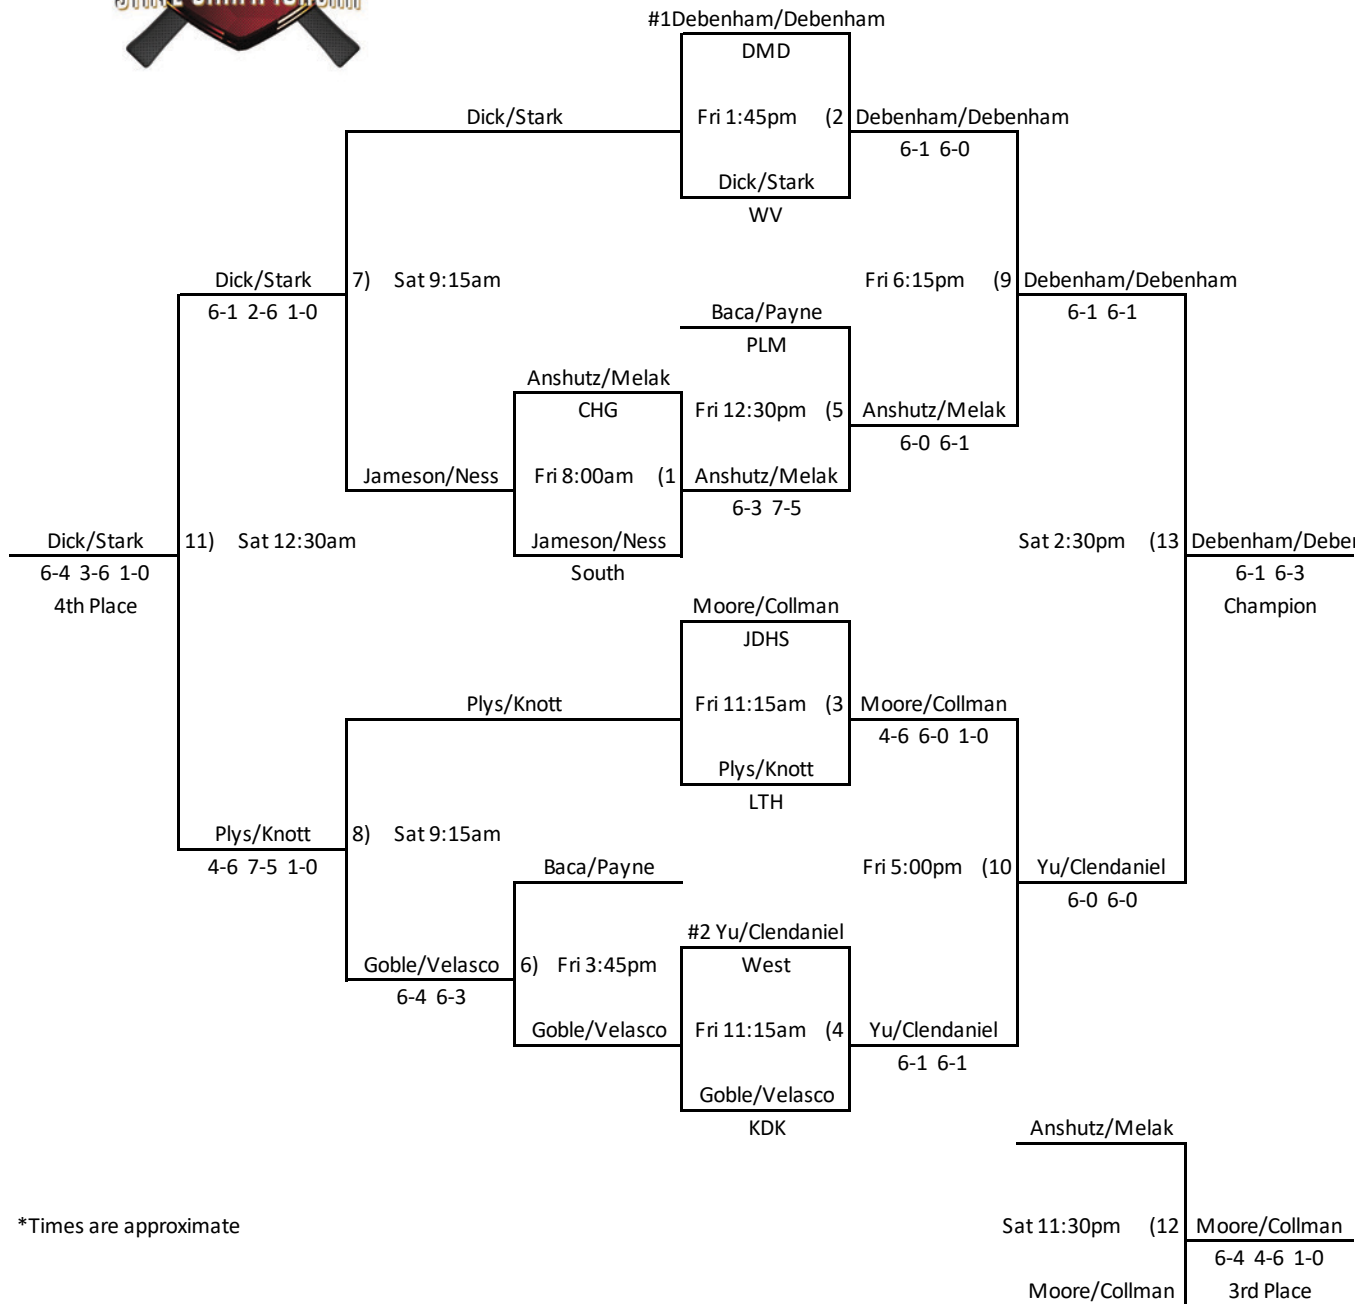 STATE CHAMPIONSHIP
#1Debenham/Debenham
DMD
Dick/Stark
Fri 1:45pm (2
Debenham/Debenham
6-1 6-0
Dick/Stark
WV
Dick/Stark
7) Sat 9:15am
6-1 2-6 1-0
Fri 6:15pm (9
Debenham/Debenham
6-1 6-1
Baca/Payne
PLM
Anshutz/Melak
CHG
Fri 12:30pm (5
Anshutz/Melak
6-0 6-1
Jameson/Ness
Fri 8:00am (1
Anshutz/Melak
6-3 7-5
Jameson/Ness
South
Dick/Stark
11) Sat 12:30am
6-4 3-6 1-0
4th Place
Sat 2:30pm (13
Debenham/Deber
6-1 6-3
Champion
Moore/Collman
JDHS
Plys/Knott
Fri 11:15am (3
Moore/Collman
4-6 6-0 1-0
Plys/Knott
LTH
Plys/Knott
8) Sat 9:15am
4-6 7-5 1-0
Baca/Payne
Fri 5:00pm (10
Yu/Clendaniel
6-0 6-0
#2 Yu/Clendaniel
West
Goble/Velasco
6) Fri 3:45pm
6-4 6-3
Goble/Velasco
Fri 11:15am (4
Yu/Clendaniel
6-1 6-1
Goble/Velasco
KDK
Anshutz/Melak
*Times are approximate
Sat 11:30pm (12
Moore/Collman
6-4 4-6 1-0
Moore/Collman
3rd Place